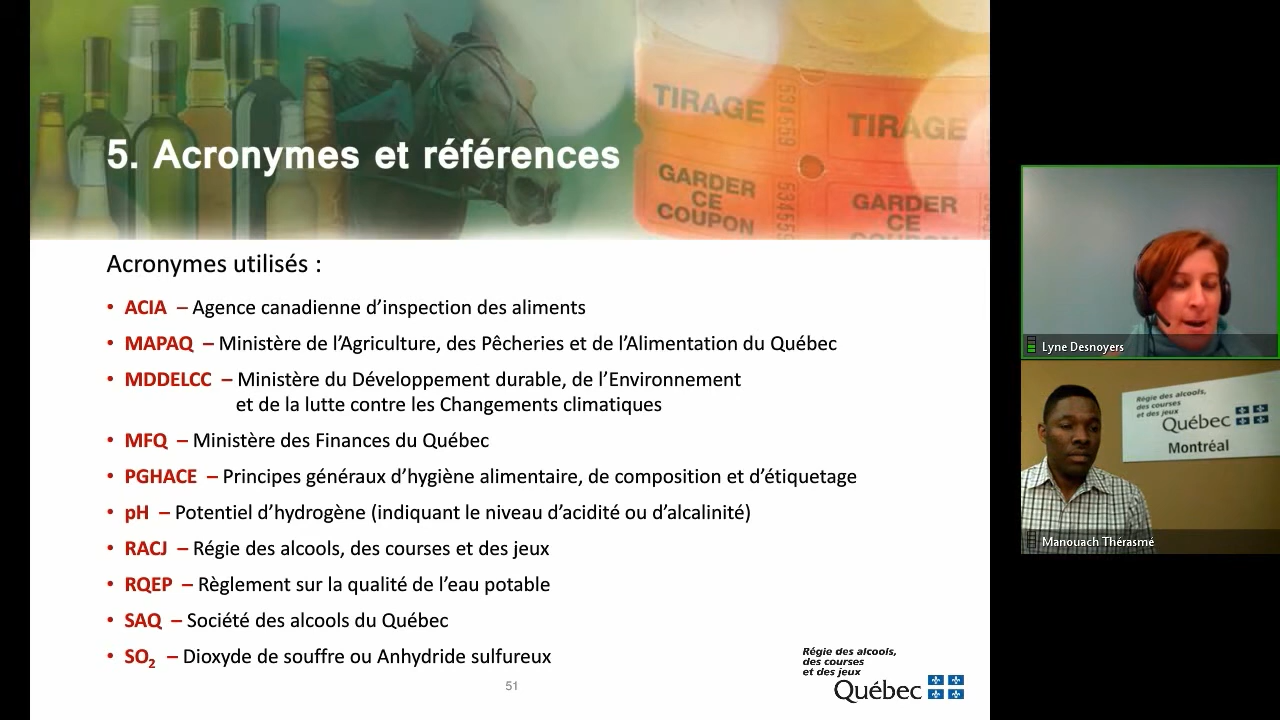 TIRAGE
534559
TIRAGE
5. Acronymes et références
GARDER
CE
COUPON
GARDER
CE
COUPON
Acronymes utilisés :
• ACIA – Agence canadienne d’inspection des aliments
• MAPAQ – Ministère de l’Agriculture, des Pêcheries et de l’Alimentation du Québec
• MDDELCC – Ministère du Développement durable, de l’Environnement
et de la lutte contre les Changements climatiques
• MFQ – Ministère des Finances du Québec
• PGHACE – Principes généraux d’hygiène alimentaire, de composition et d’étiquetage
• pH – Potentiel d’hydrogène (indiquant le niveau d’acidité ou d’alcalinité)
• RACJ – Régie des alcools, des courses et des jeux
• RQEP – Règlement sur la qualité de l’eau potable
• SAQ – Société des alcools du Québec
• SO₂ – Dioxyde de souffre ou Anhydride sulfureux
51
Régie des alcools,
des courses
et des jeux
Québec
Lyne Desnoyers
Régie des alcools,
des courses
et des jeux
Québec
Montréal
Manouach Thérasmé